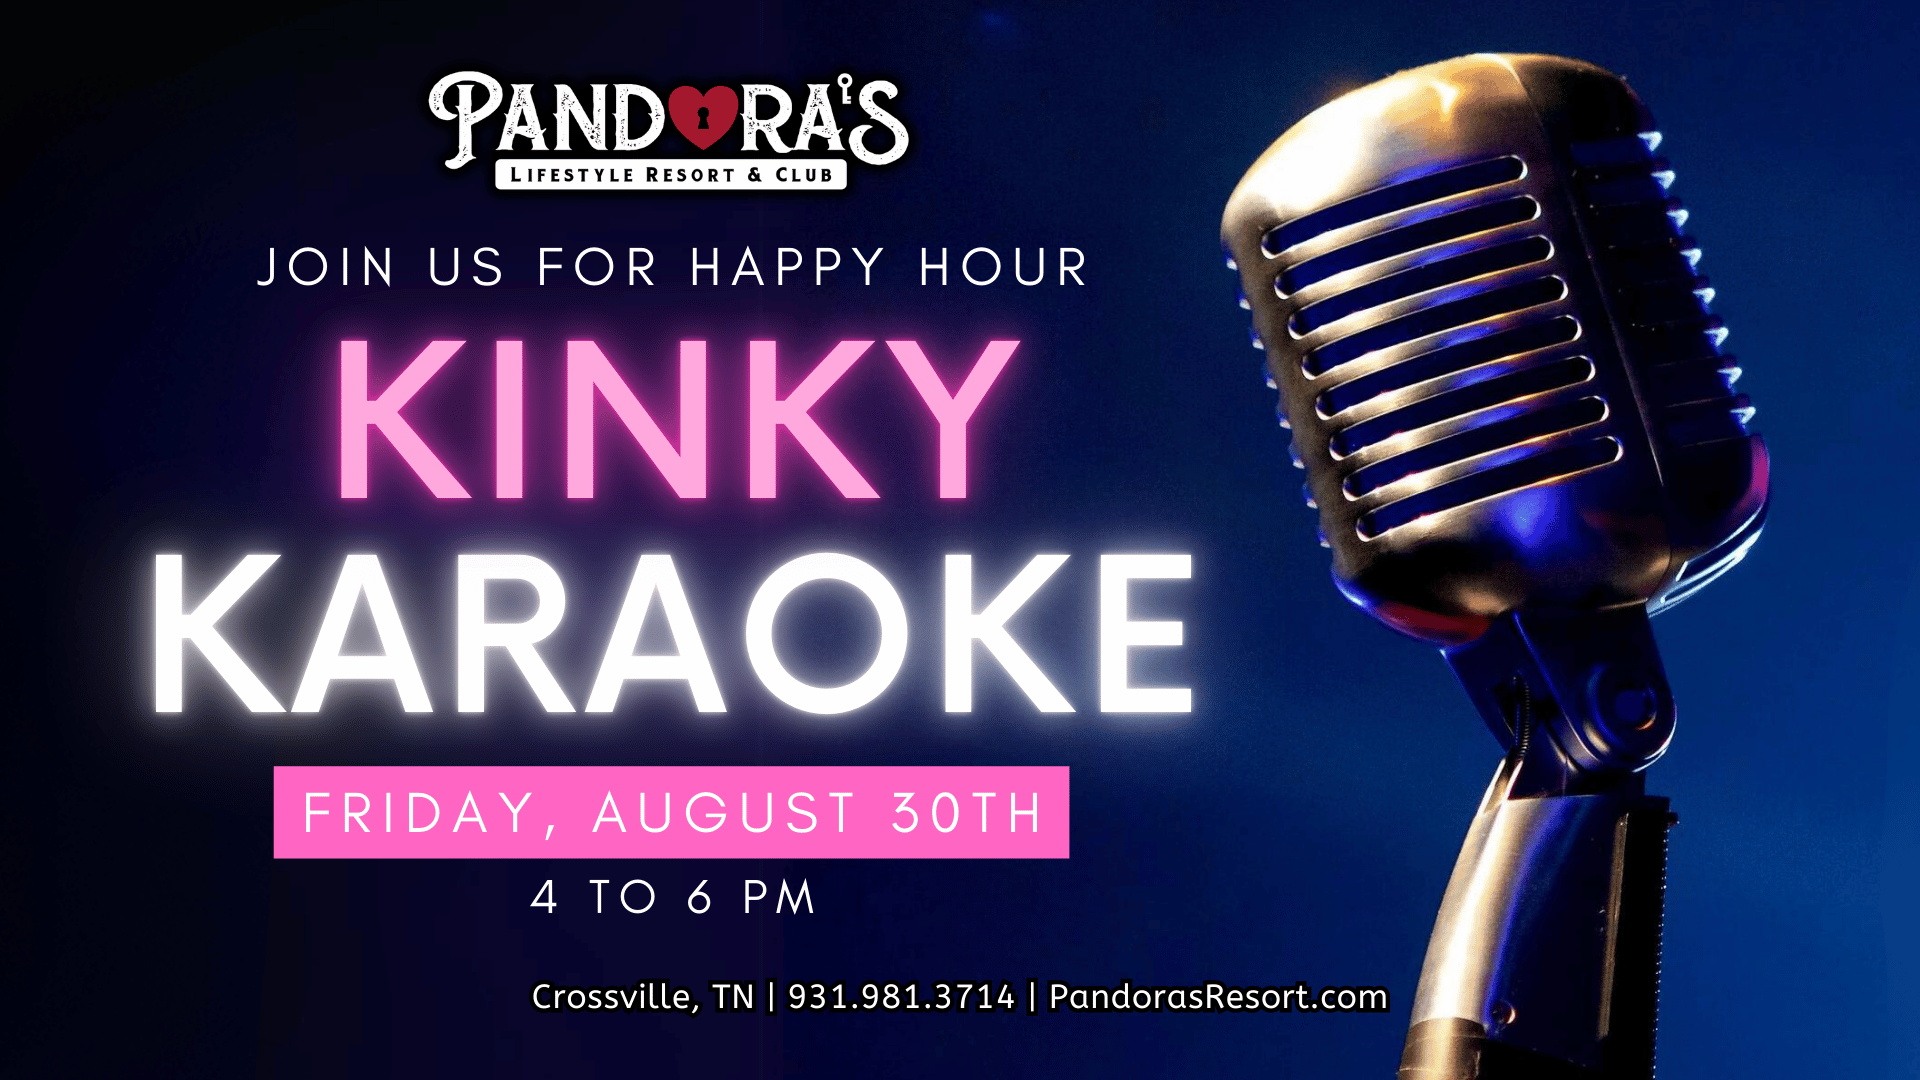 PANDORA'S
LIFESTYLE RESORT & CLUB
JOIN US FOR HAPPY HOUR
KINKY
KARAOKE
FRIDAY, AUGUST 30TH
4 TO 6 PM
Crossville, TN | 931.981.3714 | PandorasResort.com